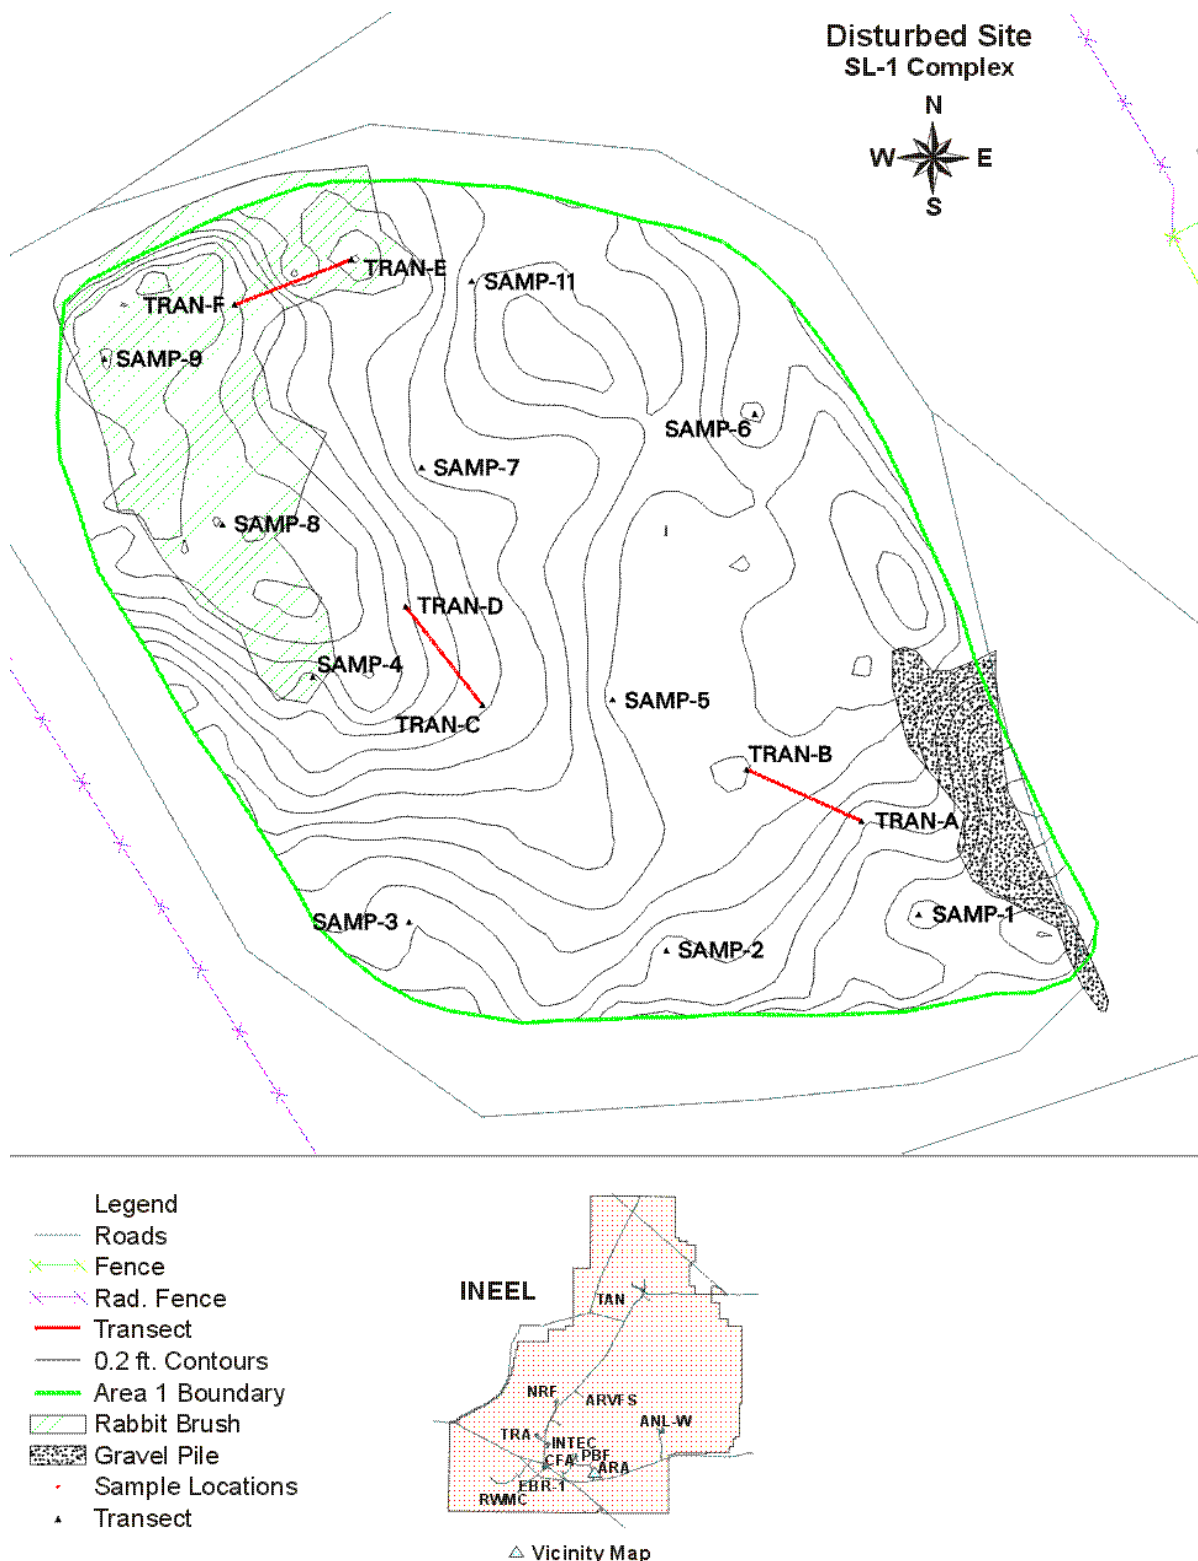 Disturbed Site
SL-1 Complex
N
W E
S
TRAN-E
SAMP-11
TRAN-F
SAMP-9
SAMP-6
SAMP-7
SAMP-8
TRAN-D
SAMP-4
SAMP-5
TRAN-C
TRAN-B
TRAN-A
SAMP-1
SAMP-3
SAMP-2
Legend
Roads
Fence
Rad. Fence
Transect
0.2 ft. Contours
Area 1 Boundary
Rabbit Brush
Gravel Pile
Sample Locations
Transect
INEEL
TAN
NRF
ARVFS
ANL-W
TRA
INTEC
CFA
PBF
ARA
EBR-1
RWMC
Vicinity Map